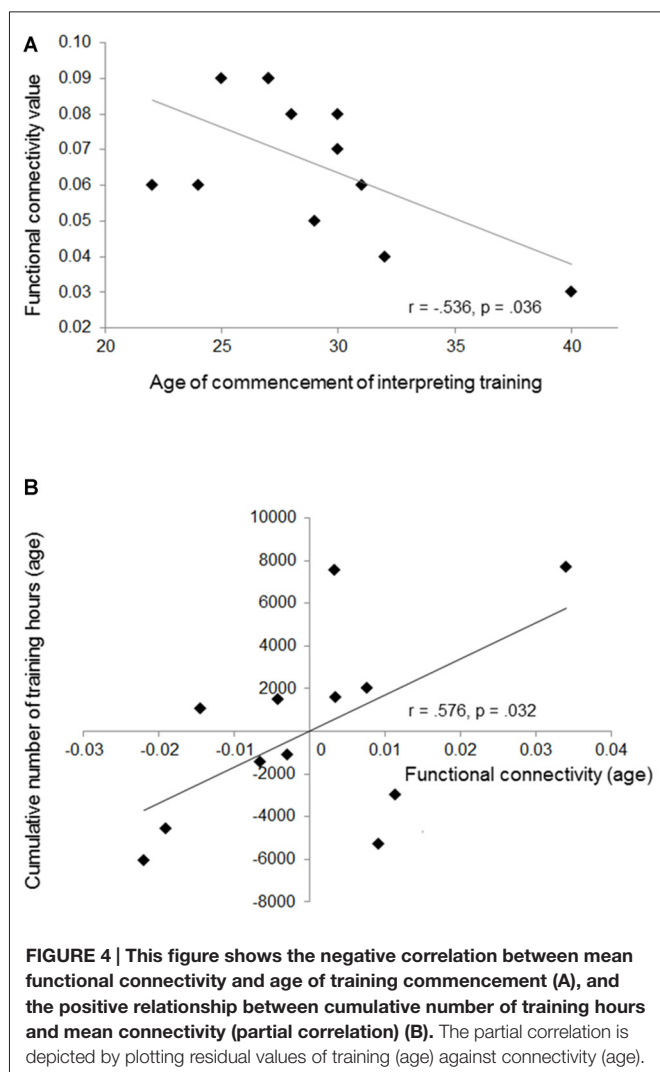 A
0.10
0.09
0.08
0.07
0.06
0.05
0.04
0.03
0.02
Functional connectivity value
r = -.536, p = .036
20 25 30 35 40
Age of commencement of interpreting training
B
10000
8000
6000
4000
2000
-2000
-4000
-6000
-8000
Cumulative number of training hours (age)
r = .576, p = .032
-0.03 -0.02 -0.01 0 0.01 0.02 0.03 0.04
Functional connectivity (age)
FIGURE 4 | This figure shows the negative correlation between mean
functional connectivity and age of training commencement (A), and
the positive relationship between cumulative number of training hours
and mean connectivity (partial correlation) (B). The partial correlation is
depicted by plotting residual values of training (age) against connectivity (age).